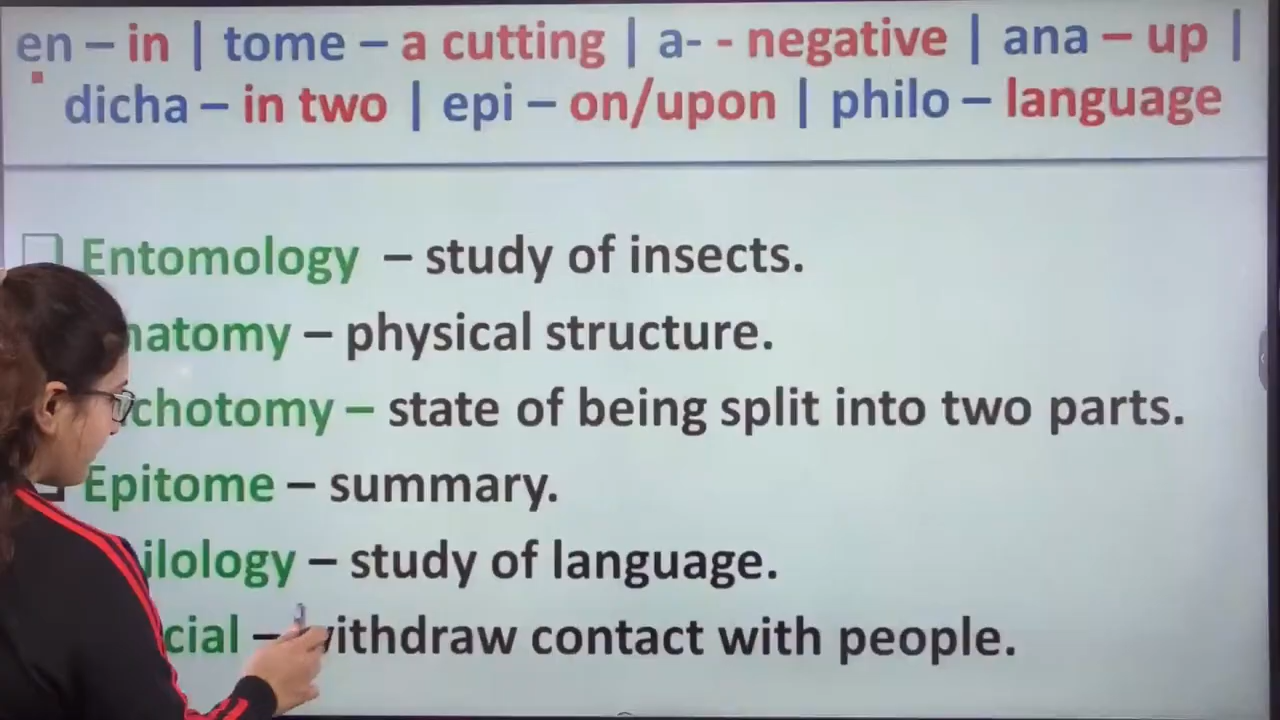 en – in | tome – a cutting | a- - negative | ana – up |
dicha – in two | epi – on/upon | philo – language
Entomology – study of insects.
natomy – physical structure.
chotomy – state of being split into two parts.
Epitome – summary.
ilology – study of language.
cial – withdraw contact with people.